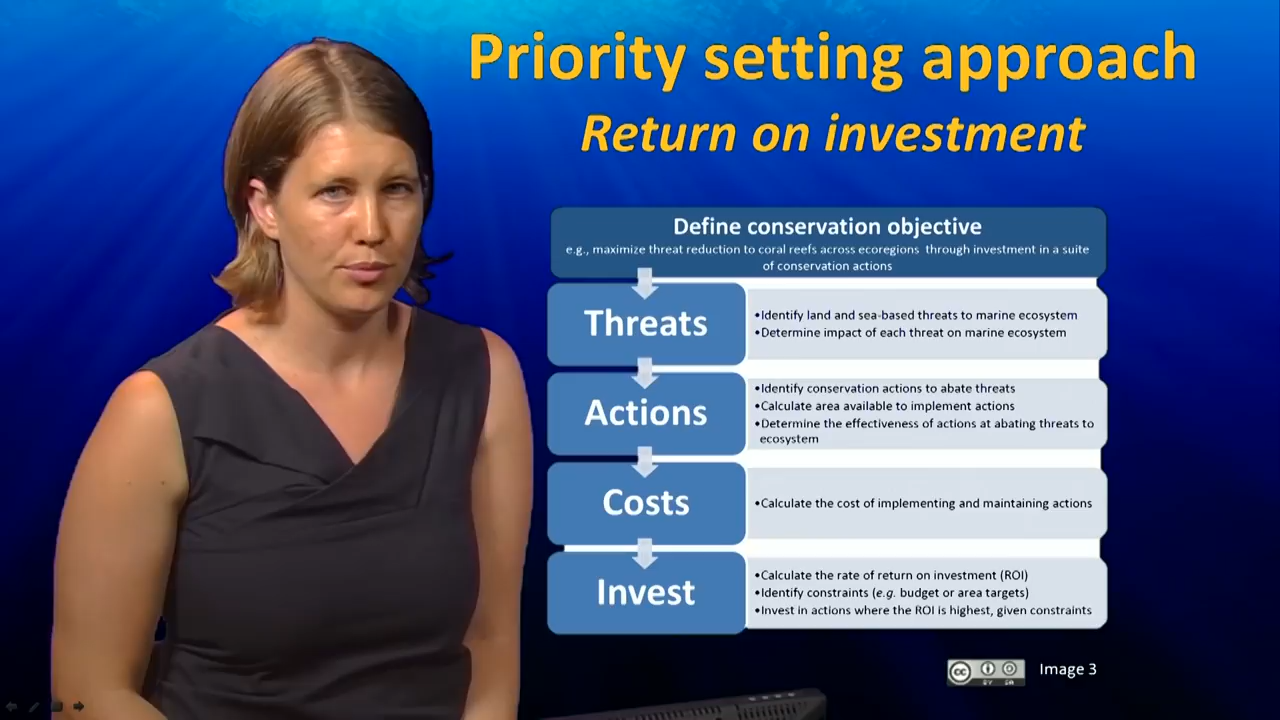 Priority setting approach
Return on investment
Define conservation objective
e.g., maximize threat reduction to coral reefs across ecoregions through investment in a suite
of conservation actions
Threats
•Identify land and sea-based threats to marine ecosystem
•Determine impact of each threat on marine ecosystem
Actions
•Identify conservation actions to abate threats
•Calculate area available to implement actions
•Determine the effectiveness of actions at abating threats to
ecosystem
Costs
•Calculate the cost of implementing and maintaining actions
Invest
•Calculate the rate of return on investment (ROI)
•Identify constraints (e.g. budget or area targets)
•Invest in actions where the ROI is highest, given constraints
cc
BY SA
Image 3